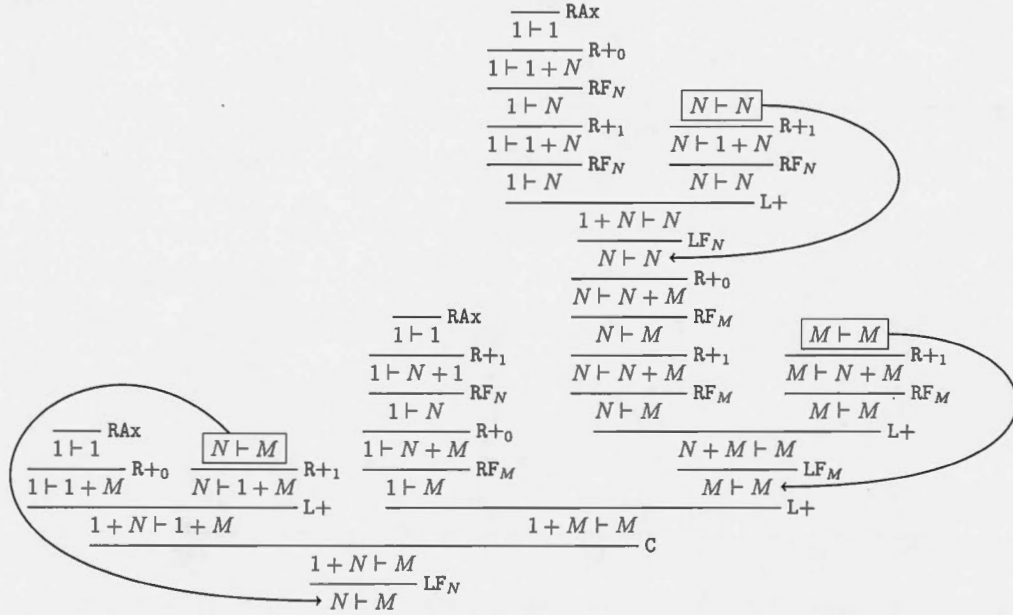 RAx
1 ⊢ 1
R+₀
1 ⊢ 1 + N
RF_N
1 ⊢ N N ⊢ N
R+₁ R+₁
1 ⊢ 1 + N N ⊢ 1 + N
RF_N RF_N
1 ⊢ N N ⊢ N
L+
1 + N ⊢ N
LF_N
N ⊢ N
R+₀
N ⊢ N + M
RAx RF_M
1 ⊢ 1 N ⊢ M M ⊢ M
R+₁ R+₁ R+₁
1 ⊢ N + 1 N ⊢ N + M M ⊢ N + M
RF_N RF_M RF_M
1 ⊢ N N ⊢ M M ⊢ M
RAx R+₀ L+
1 ⊢ 1 N ⊢ M 1 ⊢ N + M N + M ⊢ M
R+₀ R+₁ RF_M LF_M
1 ⊢ 1 + M N ⊢ 1 + M 1 ⊢ M M ⊢ M
L+ L+
1 + N ⊢ 1 + M 1 + M ⊢ M
C
1 + N ⊢ M
LF_N
N ⊢ M